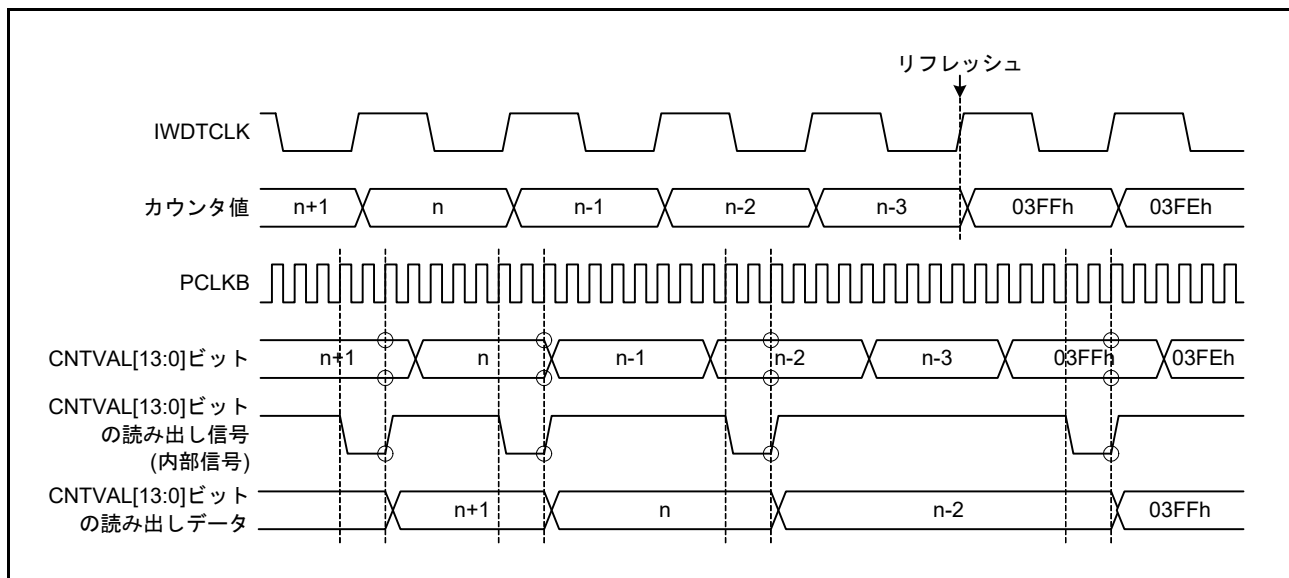 リフレッシュ
IWDTCLK
カウンタ値 n+1 n n-1 n-2 n-3 03FFh 03FEh
PCLKB
CNTVAL[13:0]ビット n+1 n n-1 n-2 n-3 03FFh 03FEh
CNTVAL[13:0]ビット
の読み出し信号
(内部信号)
CNTVAL[13:0]ビット
の読み出しデータ
n+1 n n-2 03FFh